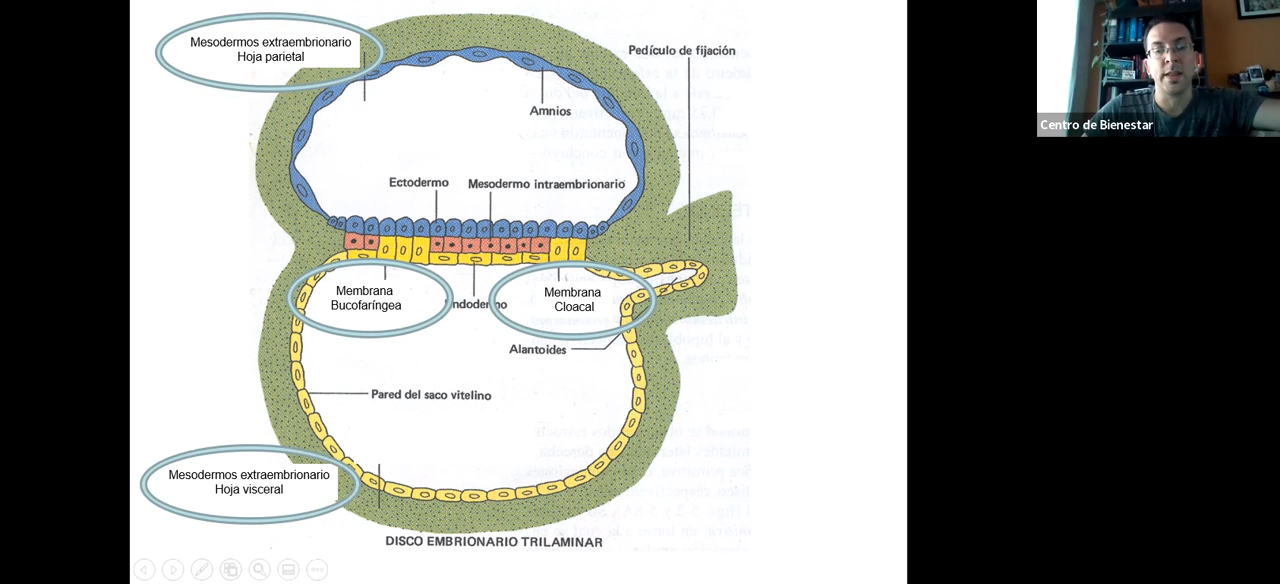 Mesodermos extraembrionario
Hoja parietal
Pedículo de fijación
Amnios
Ectodermo
Mesodermo intraembrionario
Membrana
Bucofaríngea
Endodermo
Membrana
Cloacal
Alantoides
Pared del saco vitelino
Mesodermos extraembrionario
Hoja visceral
DISCO EMBRIONARIO TRILAMINAR
Centro de Bienestar